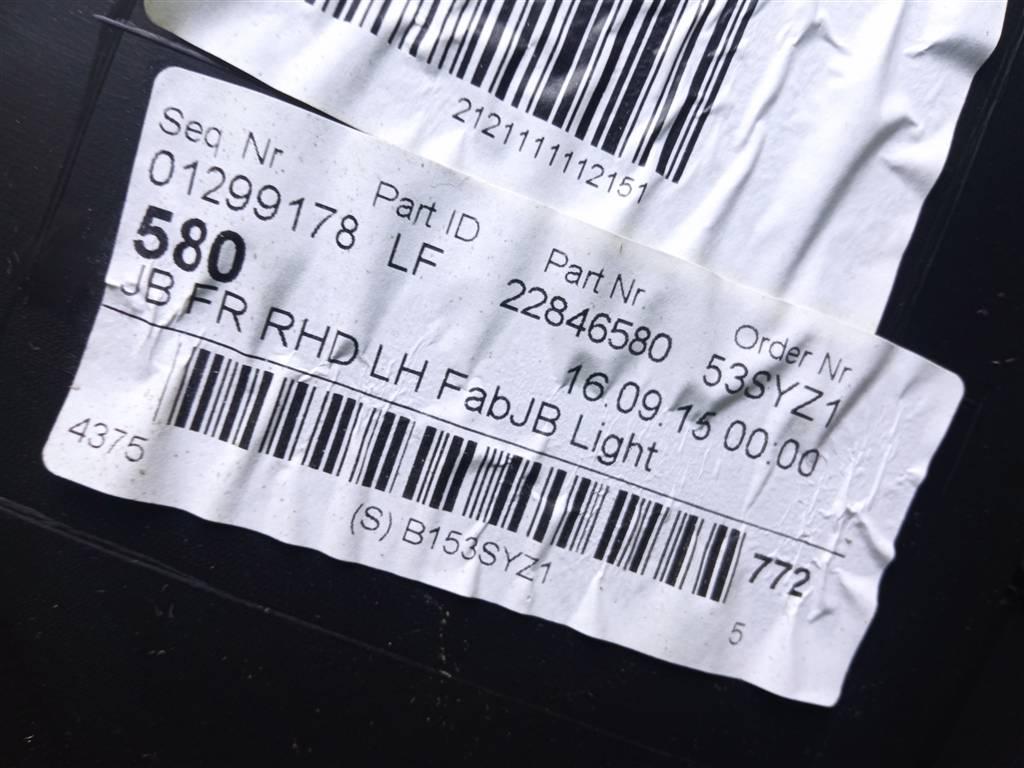 2121111112151
Seq. Nr. Part ID Part Nr. Order Nr.
01299178 LF 22846580 53SYZ1
580 16.09.15 00:00
JB FR RHD LH FabJB Light
4375 772
(S) B153SYZ1 5